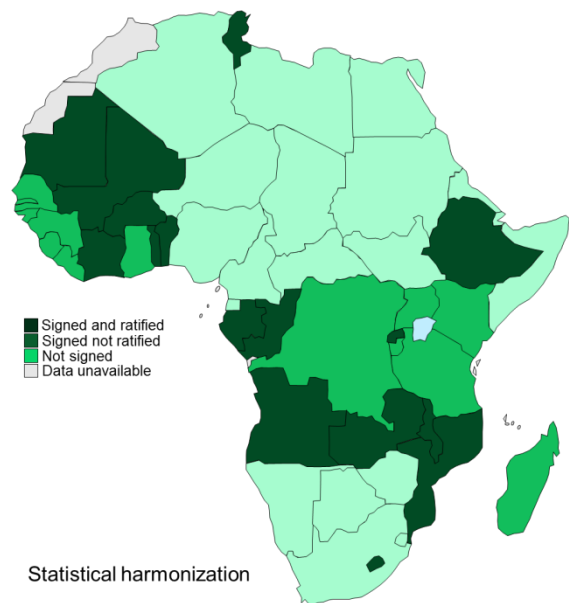 Signed and ratified
Signed not ratified
Not signed
Data unavailable
Statistical harmonization